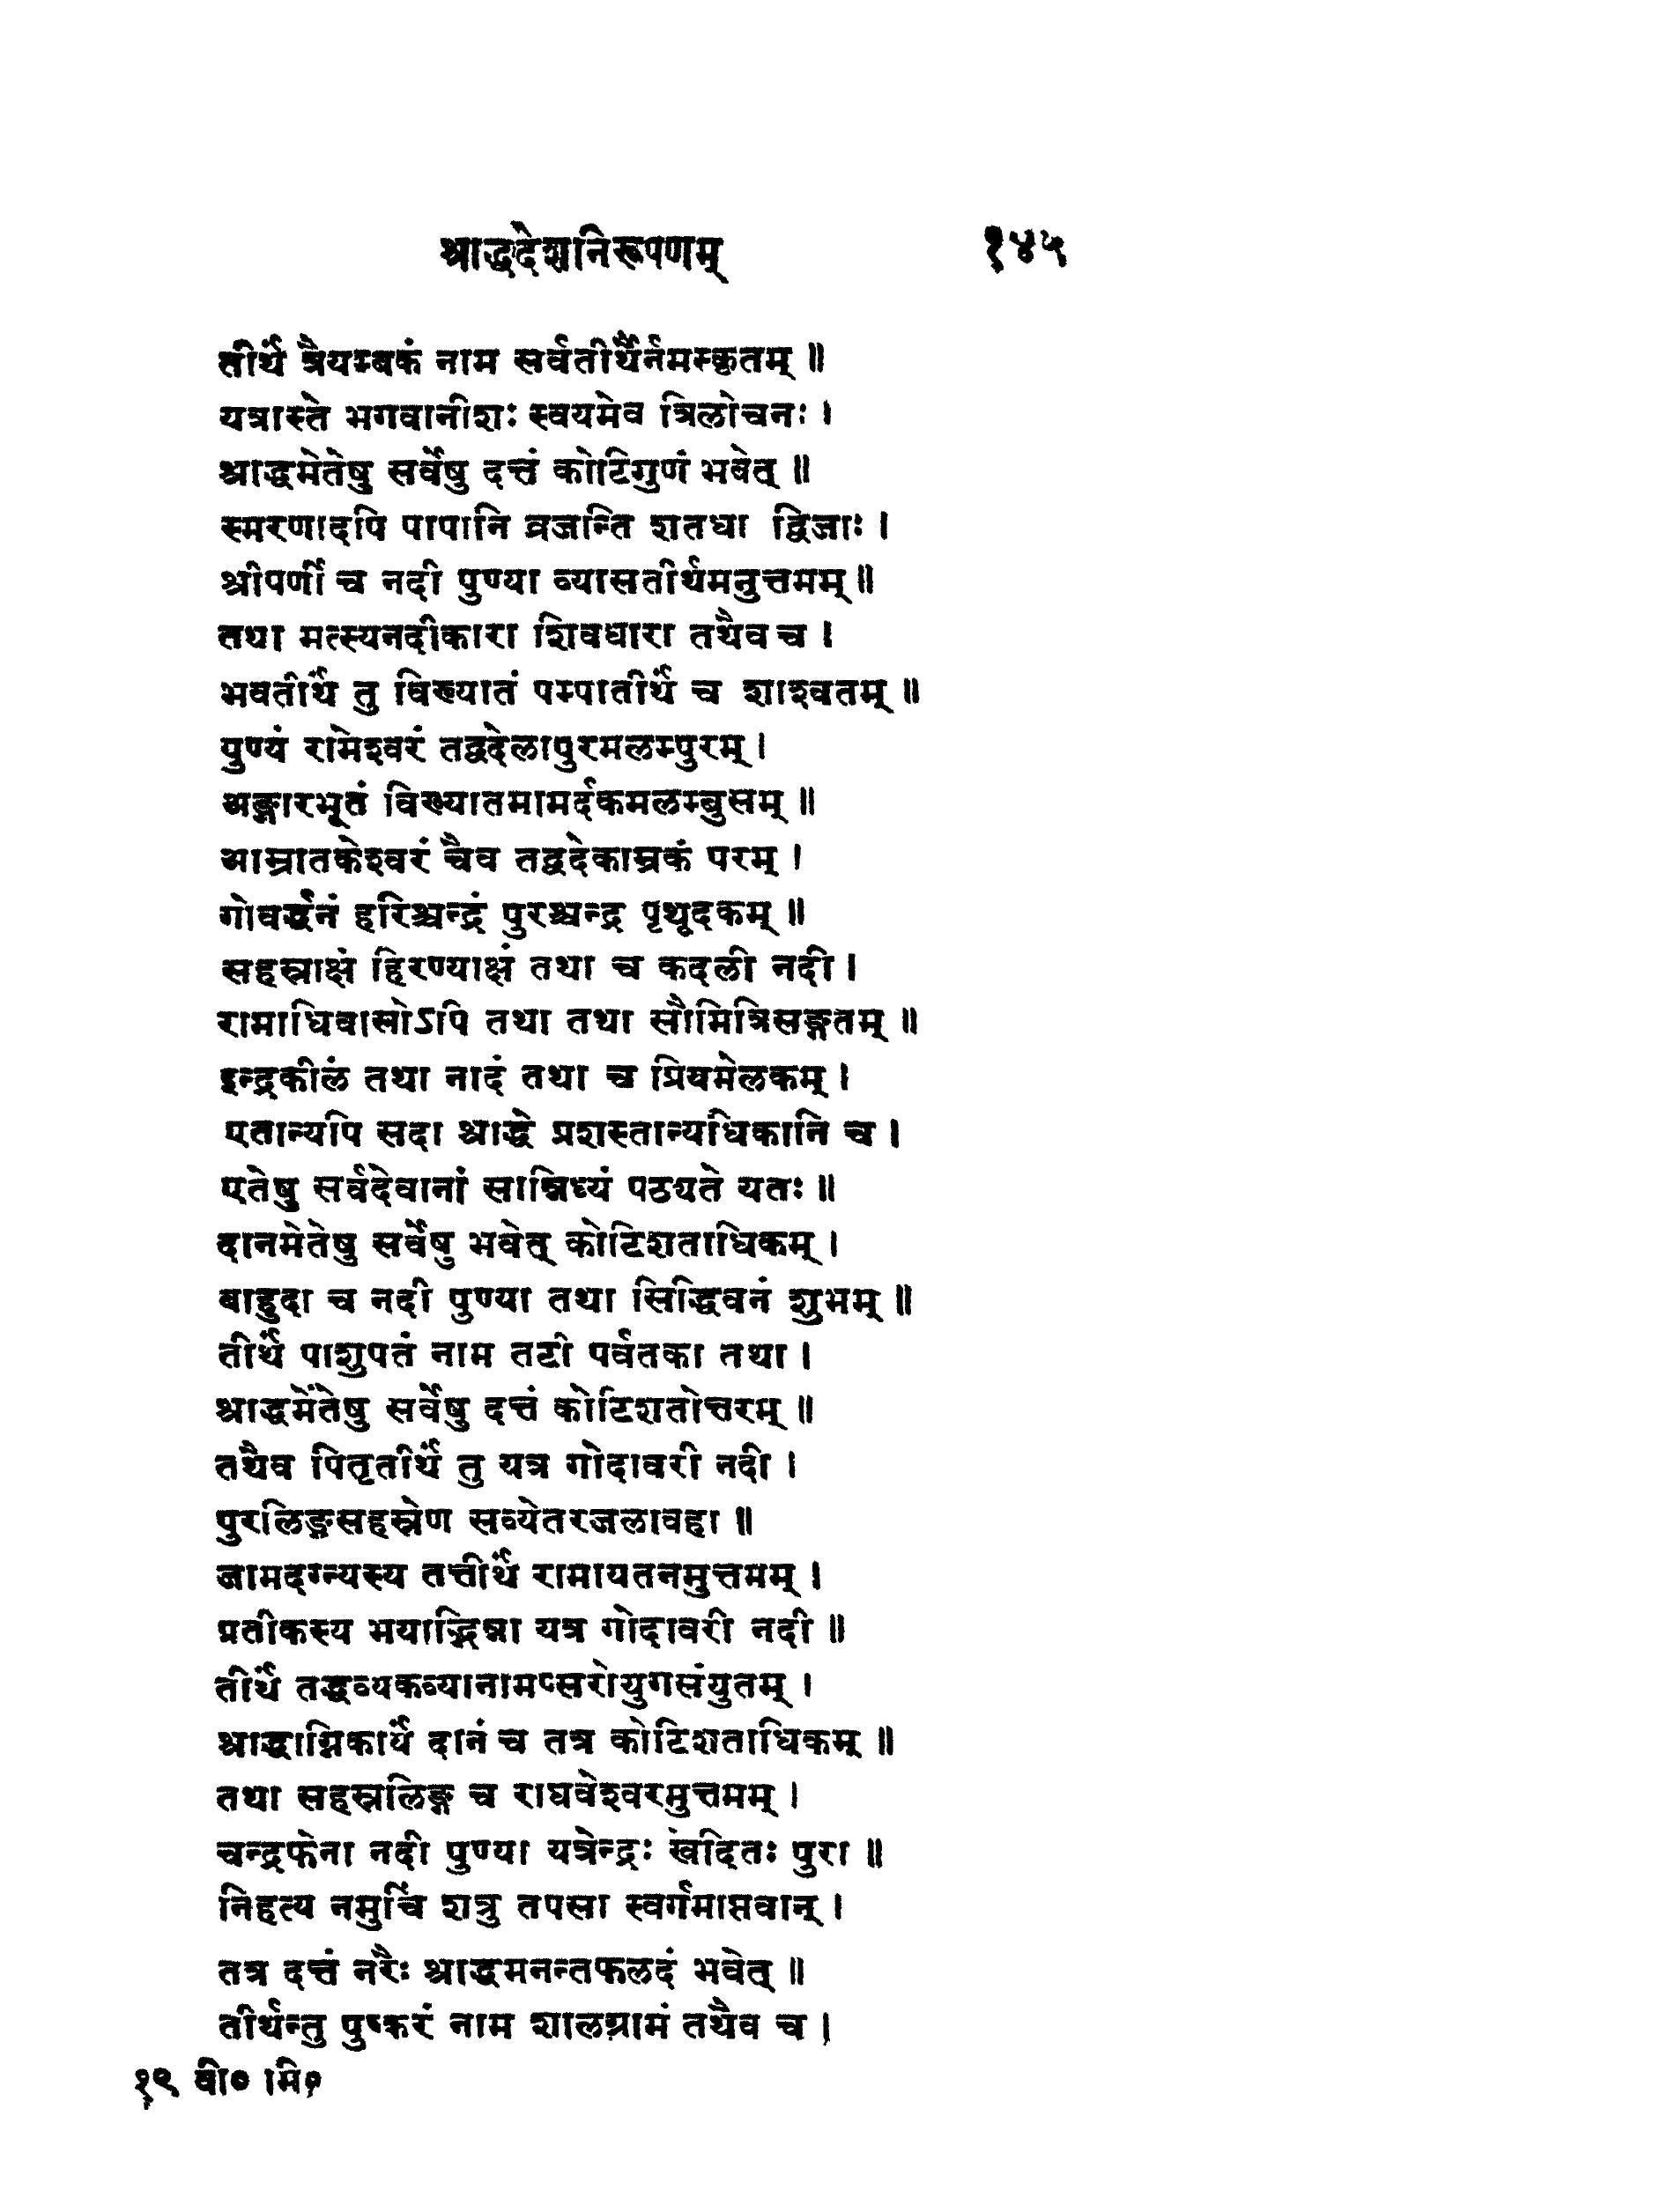 श्राद्धदेशनिरूपणम् १४५
तीर्थं त्रैयम्बकं नाम सर्वतीर्थैर्नमस्कृतम् ॥
यत्रास्ते भगवानीशः स्वयमेव त्रिलोचनः ।
श्राद्धमेतेषु सर्वेषु दत्तं कोटिगुणं भवेत् ॥
स्मरणादपि पापानि व्रजन्ति शतधा द्विजाः ।
श्रीपर्णी च नदी पुण्या व्यासतीर्थमनुत्तमम् ॥
तथा मत्स्यनदीकारा शिवधारा तथैव च ।
भवतीर्थं तु विख्यातं पम्पातीर्थं च शाश्वतम् ॥
पुण्यं रामेश्वरं तद्वदेलापुरमलम्पुरम् ।
अङ्गारभूतं विख्यातमामर्दकमलम्बुसम् ॥
आम्रातकेश्वरं चैव तद्वदेकाम्रकं परम् ।
गोवर्द्धनं हरिश्चन्द्रं पुरश्चन्द्र पृथूदकम् ॥
सहस्राक्षं हिरण्याक्षं तथा च कदली नदी ।
रामाधिवासोऽपि तथा तथा सौमित्रिसङ्गतम् ॥
इन्द्रकीलं तथा नादं तथा च प्रियमेलकम् ।
एतान्यपि सदा श्राद्धे प्रशस्तान्यधिकानि च ।
एतेषु सर्वदेवानां सान्निध्यं पठ्यते यतः ॥
दानमेतेषु सर्वेषु भवेत् कोटिशताधिकम् ।
बाहुदा च नदी पुण्या तथा सिद्धिवनं शुभम् ॥
तीर्थं पाशुपतं नाम तटी पर्वतका तथा ।
श्राद्धमेंतेषु सर्वेषु दत्तं कोटिशतोत्तरम् ॥
तथैव पितृतीर्थं तु यत्र गोदावरी नदी ।
पुरलिङ्गसहस्रेण सव्येतरजलावहा ॥
जामदग्न्यस्य तत्तीर्थं रामायतनमुत्तमम् ।
प्रतीकस्य भयाद्भिन्ना यत्र गोदावरी नदी ॥
तीर्थं तद्धव्यकव्यानामप्सरोयुगसंयुतम् ।
श्राद्धाग्निकार्यं दानं च तत्र कोटिशताधिकम् ॥
तथा सहस्रलिङ्ग च राघवेश्वरमुत्तमम् ।
चन्द्रफेना नदी पुण्या यत्रेन्द्रः खंदितः पुरा ॥
निहत्य नमुचिं शत्रु तपसा स्वर्गमाप्तवान् ।
तत्र दत्तं नरैः श्राद्धमनन्तफलदं भवेत् ॥
तीर्थन्तु पुष्करं नाम शालग्रामं तथैव च ।
१९ वी० मि०